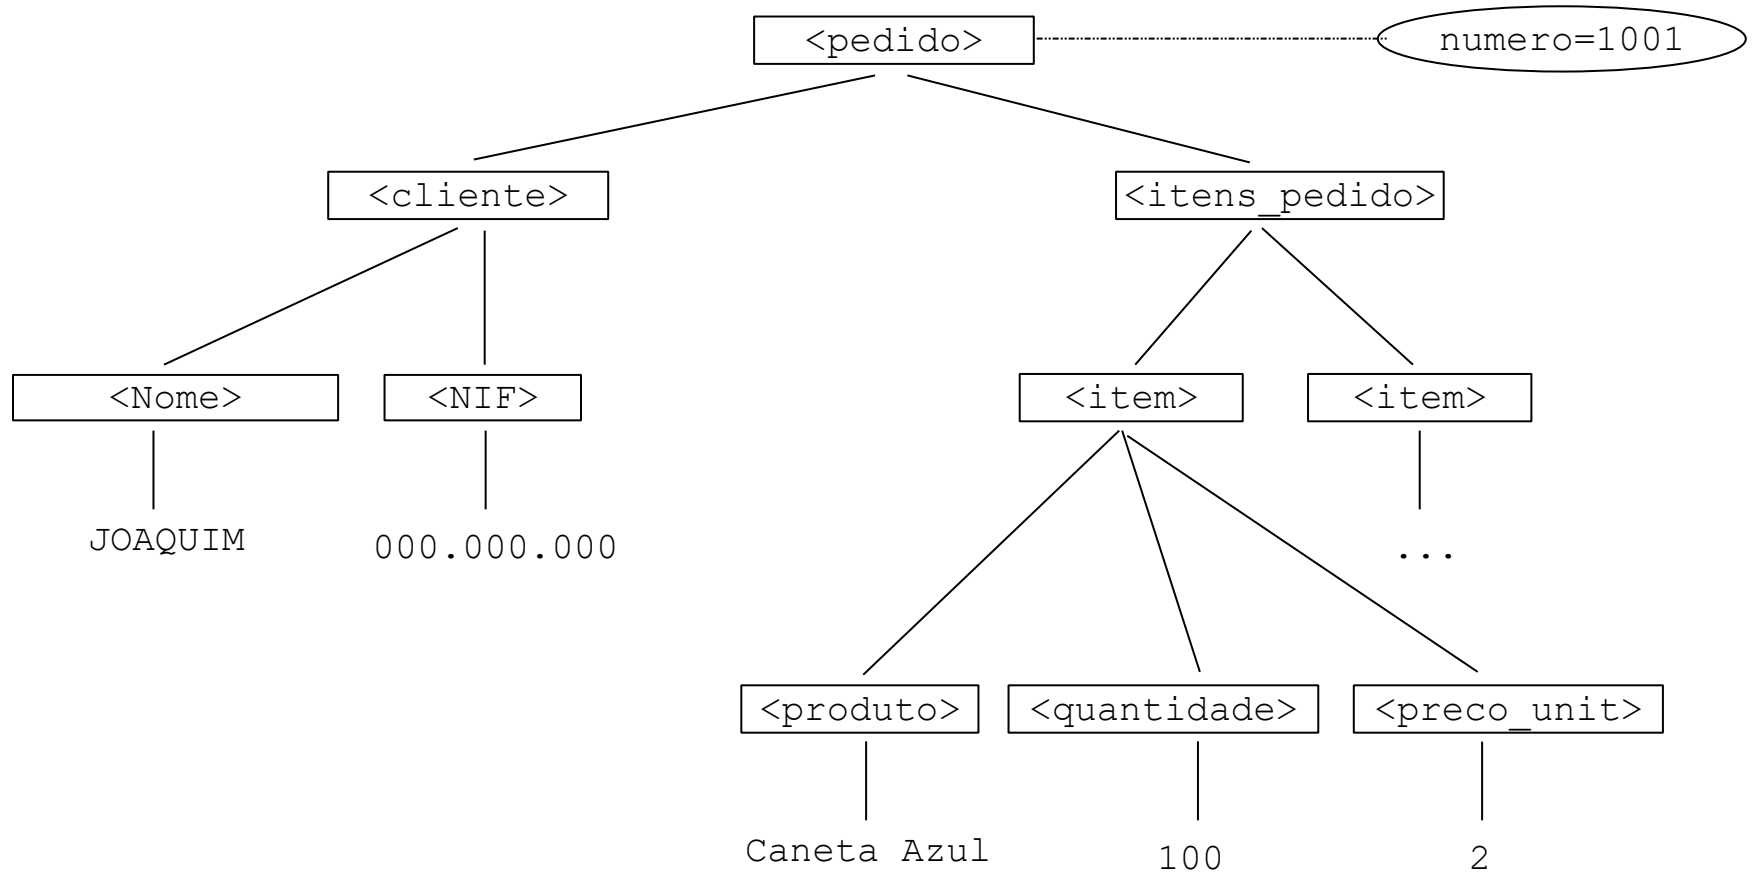 <pedido> numero=1001
<cliente> <itens_pedido>
<Nome> <NIF> <item> <item>
JOAQUIM 000.000.000 ...
<produto> <quantidade> <preco_unit>
Caneta Azul 100 2